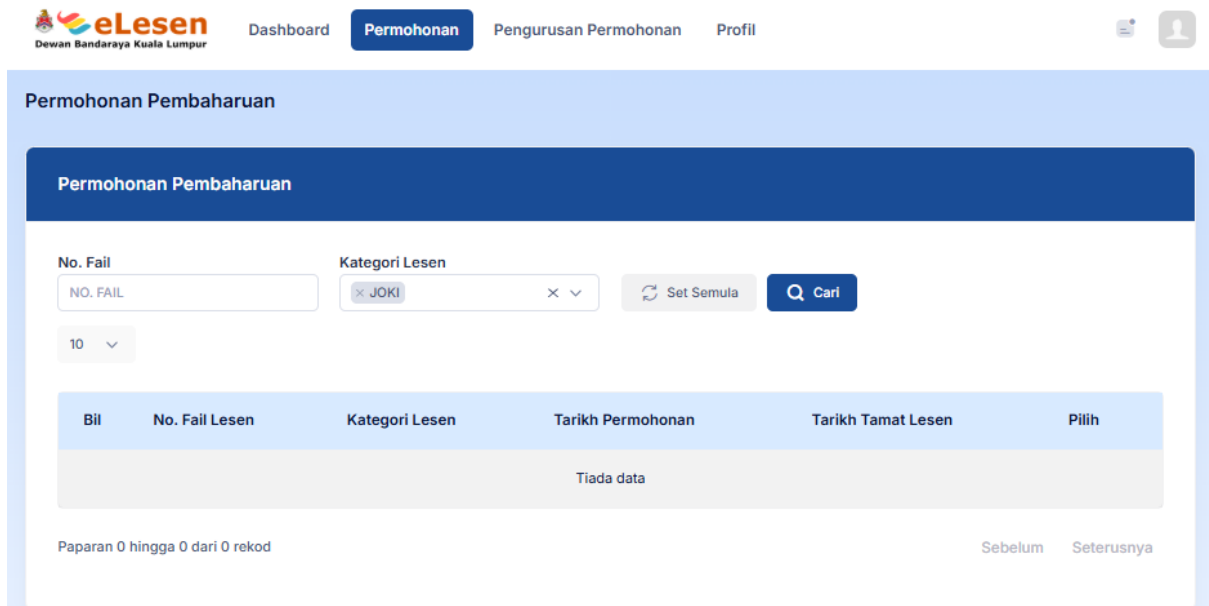 eLesen
Dewan Bandaraya Kuala Lumpur
Dashboard Permohonan Pengurusan Permohonan Profil
Permohonan Pembaharuan
Permohonan Pembaharuan
No. Fail Kategori Lesen
NO. FAIL × JOKI Set Semula Cari
10
Bil No. Fail Lesen Kategori Lesen Tarikh Permohonan Tarikh Tamat Lesen Pilih
Tiada data
Paparan 0 hingga 0 dari 0 rekod Sebelum Seterusnya